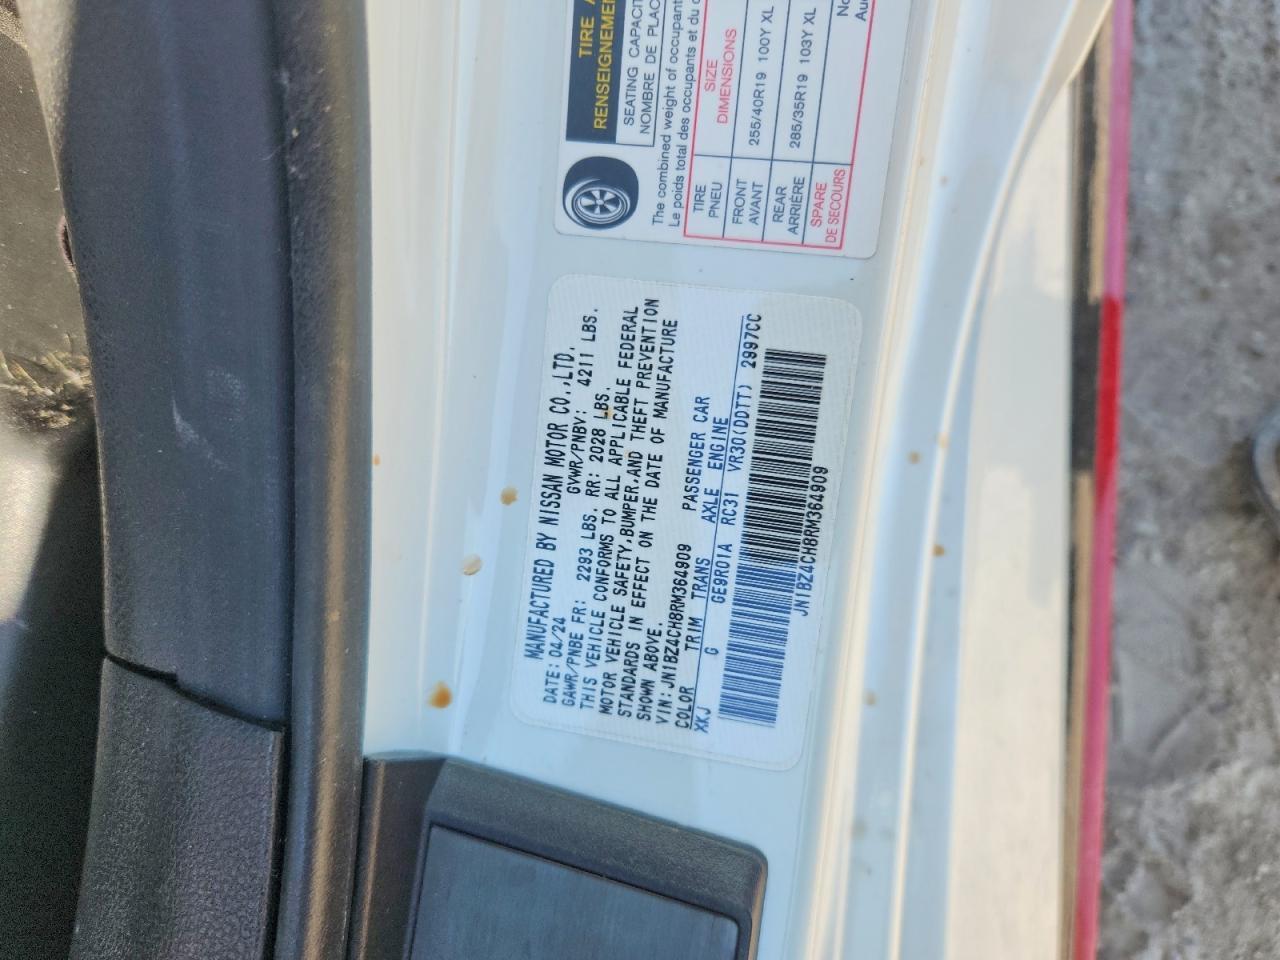 TIRE
RENSEIGNEMEN
SEATING CAPACIT
NOMBRE DE PLAC
The combined weight of occupant
Le poids total des occupants et du c
TIRE SIZE
PNEU DIMENSIONS
FRONT 255/40R19 100Y XL
AVANT
REAR 285/35R19 103Y XL
ARRIÈRE
SPARE
DE SECOURS
MANUFACTURED BY NISSAN MOTOR CO.,LTD.
DATE: 04/24 GVWR/PNBV: 4211 LBS.
GAWR/PNBE FR: 2293 LBS. RR: 2028 LBS.
THIS VEHICLE CONFORMS TO ALL APPLICABLE FEDERAL
MOTOR VEHICLE SAFETY,BUMPER,AND THEFT PREVENTION
STANDARDS IN EFFECT ON THE DATE OF MANUFACTURE
SHOWN ABOVE.
VIN: JN1BZ4CH8RM364909 PASSENGER CAR
COLOR TRIM TRANS AXLE ENGINE
XKJ G GE9R01A RC31 VR30(DDTT) 2997CC
JN1BZ4CH8RM364909